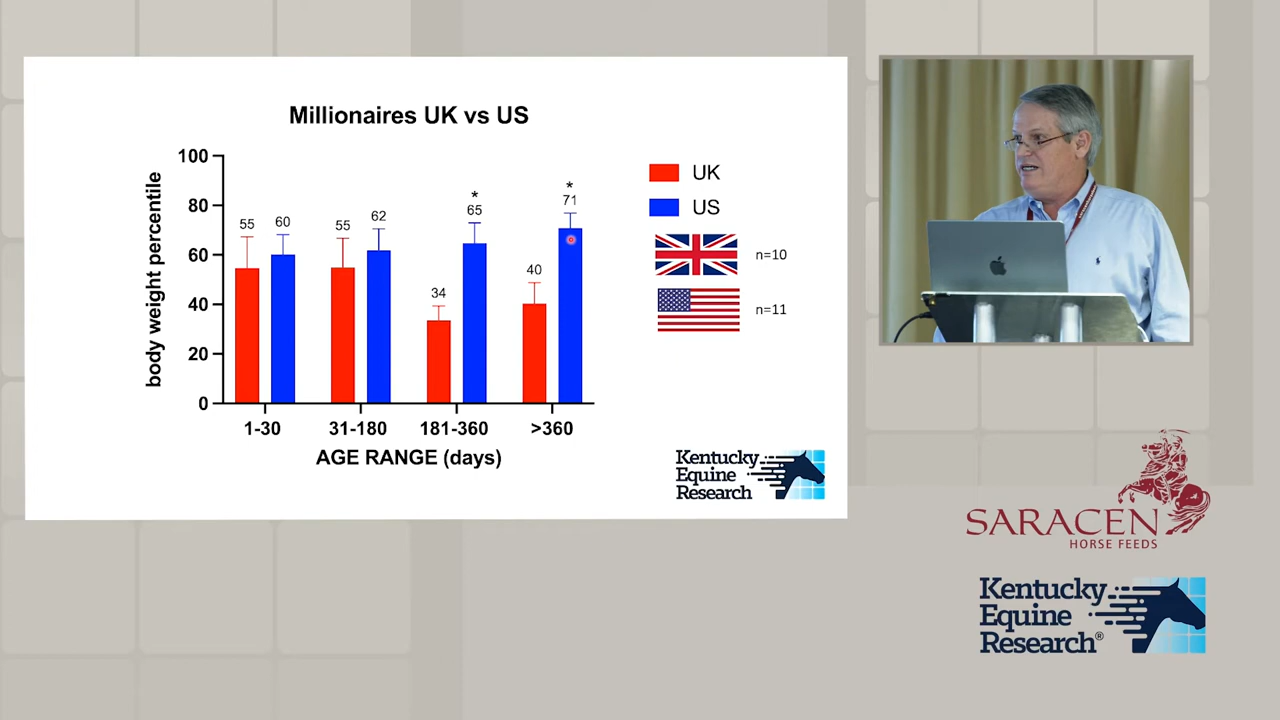 Millionaires UK vs US
body weight percentile
100
80
60
40
20
0
55
60
55
62
34
*
65
40
*
71
1-30
31-180
181-360
>360
AGE RANGE (days)
UK
US
n=10
n=11
Kentucky
Equine
Research
SARACEN
HORSE FEEDS
Kentucky
Equine
Research®